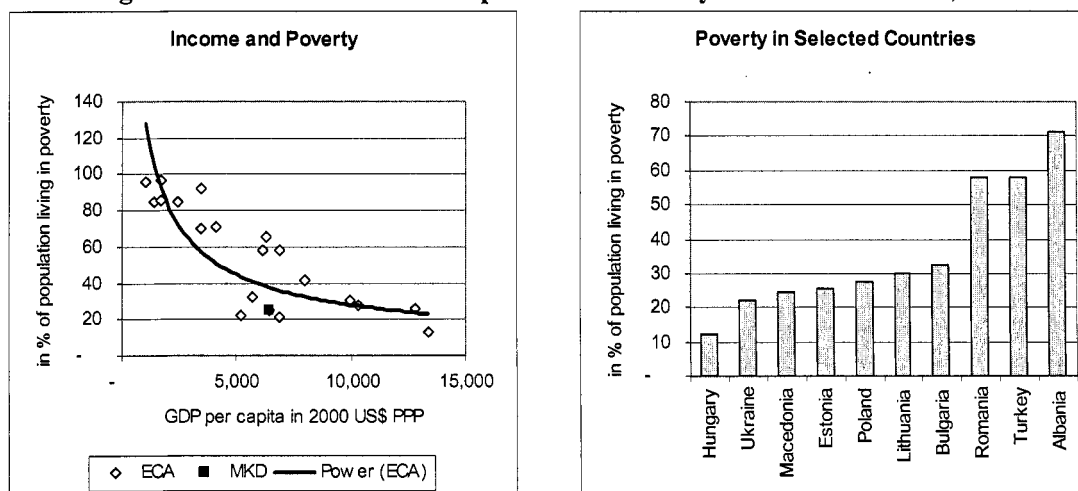 Income and Poverty
in % of population living in poverty
140
120
100
80
60
40
20
-
-
5,000
10,000
15,000
GDP per capita in 2000 US$ PPP
ECA
MKD
Power (ECA)
Poverty in Selected Countries
in % of population living in poverty
80
70
60
50
40
30
20
10
-
Hungary
Ukraine
Macedonia
Estonia
Poland
Lithuania
Bulgaria
Romania
Turkey
Albania